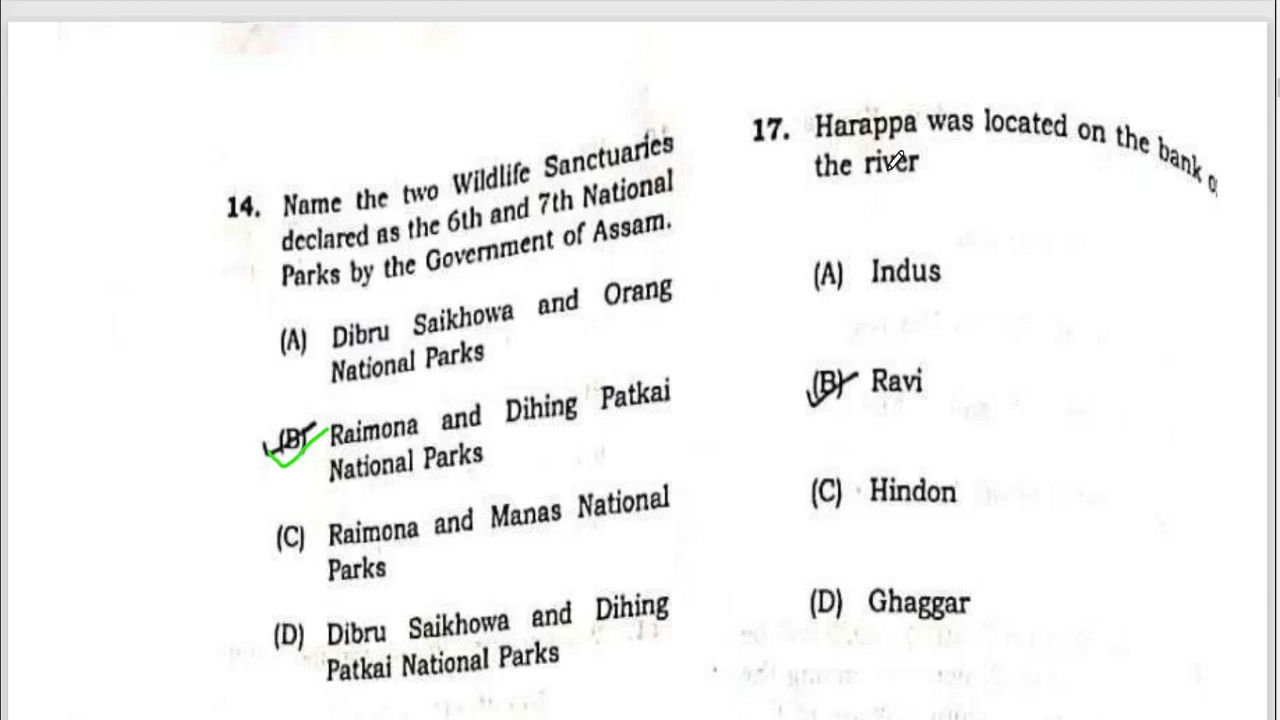 14. Name the two Wildlife Sanctuaries
declared as the 6th and 7th National
Parks by the Government of Assam.
(A) Dibru Saikhowa and Orang
National Parks
(B) Raimona and Dihing Patkai
National Parks
(C) Raimona and Manas National
Parks
(D) Dibru Saikhowa and Dihing
Patkai National Parks
17. Harappa was located on the bank
the river
(A) Indus
(B) Ravi
(C) Hindon
(D) Ghaggar